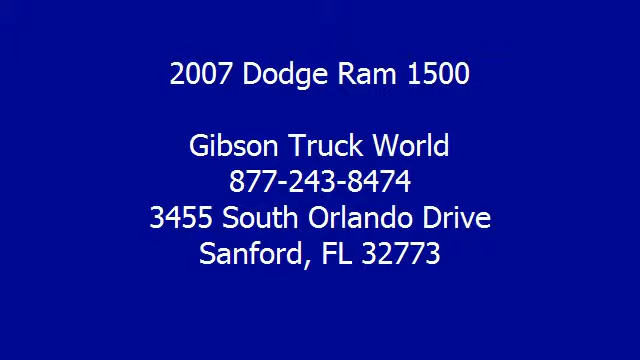 2007 Dodge Ram 1500
Gibson Truck World
877-243-8474
3455 South Orlando Drive
Sanford, FL 32773